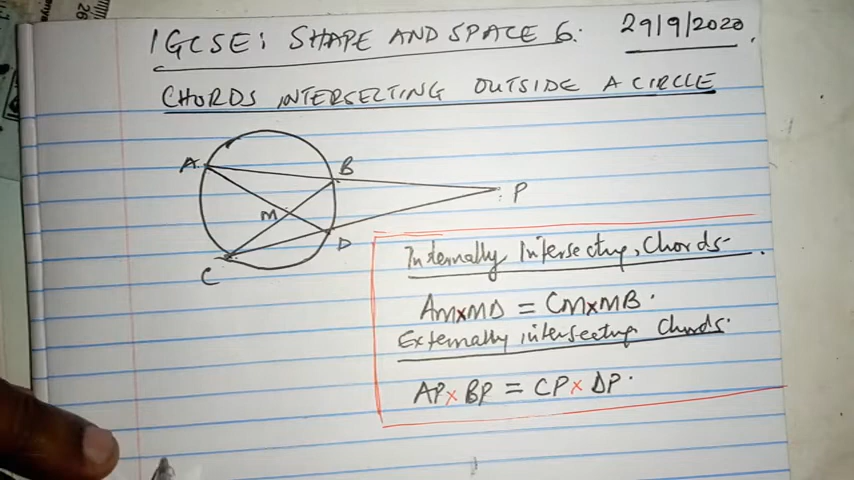 IGCSE: SHAPE AND SPACE 6. 29/9/2020.
CHORDS INTERSECTING OUTSIDE A CIRCLE
A
B
P
M
D
C
Internally Intersecting Chords.
AM×MD = CM×MB.
Externally intersecting Chords.
AP×BP = CP×DP.